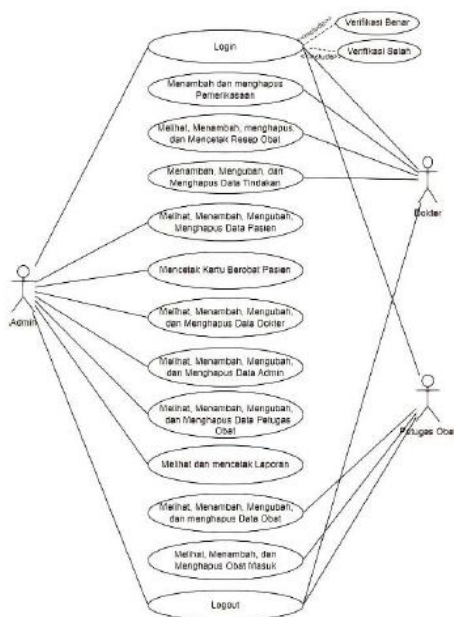 <<include>>
Verifikasi Benar
Login
<<include>>
Verifikasi Salah
Menambah dan menghapus
Pemeriksaan
Melihat, Menambah, menghapus,
dan Mencetak Resep Obat
Menambah, Mengubah, dan
Menghapus Data Tindakan
Dokter
Melihat, Menambah, Mengubah,
Menghapus Data Pasien
Mencetak Kartu Berobat Pasien
Admin
Melihat, Menambah, Mengubah,
dan Menghapus Data Dokter
Melihat, Menambah, Mengubah,
dan Menghapus Data Admin
Melihat, Menambah, Mengubah,
dan Menghapus Data Petugas
Obat
Petugas Obat
Melihat dan mencetak Laporan
Melihat, Menambah, Mengubah,
dan menghapus Data Obat
Melihat, Menambah, dan
Menghapus Obat Masuk
Logout